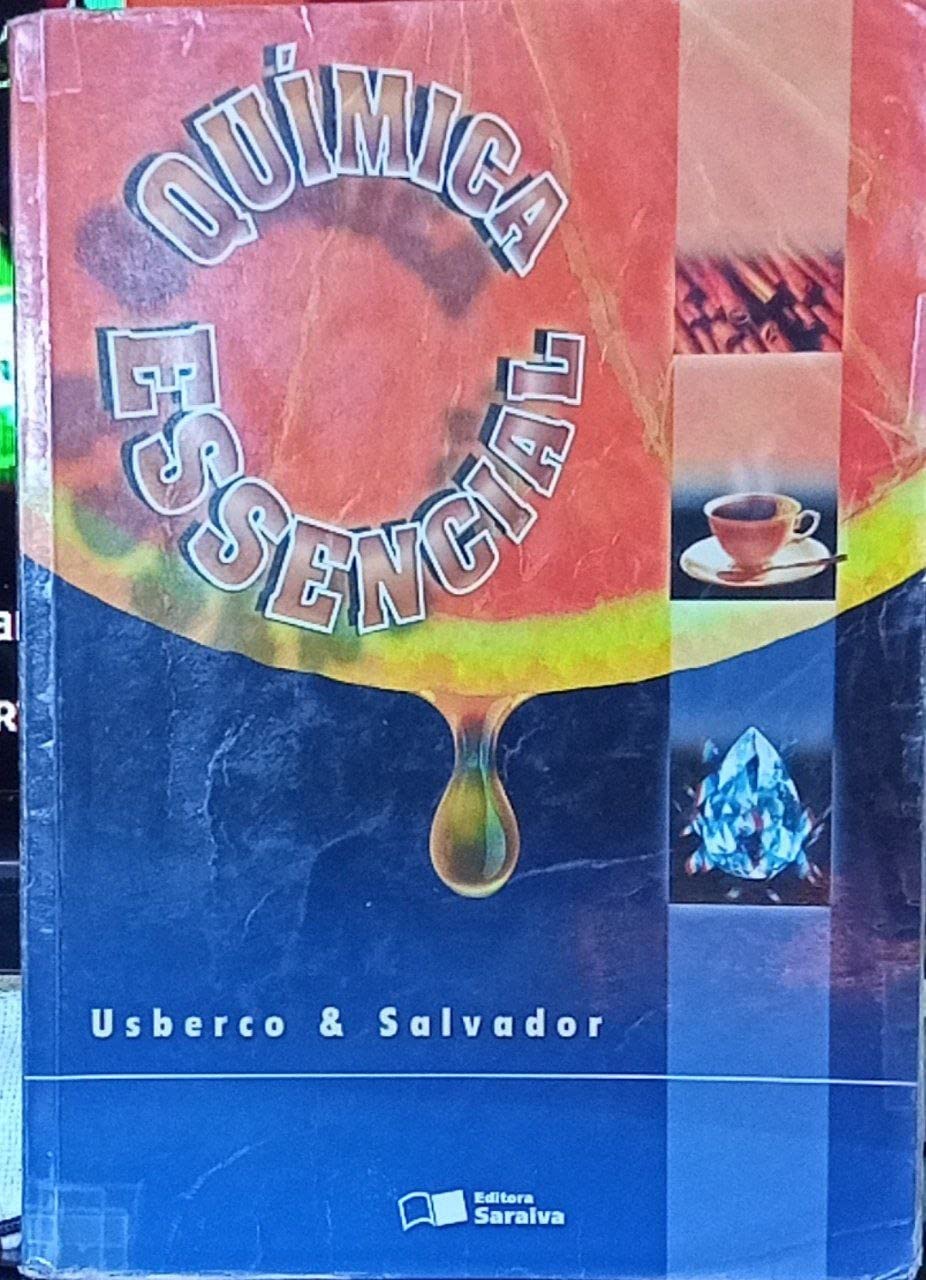 QUÍMICA
ESSENCIAL
Usberco & Salvador
Editora
Saraiva